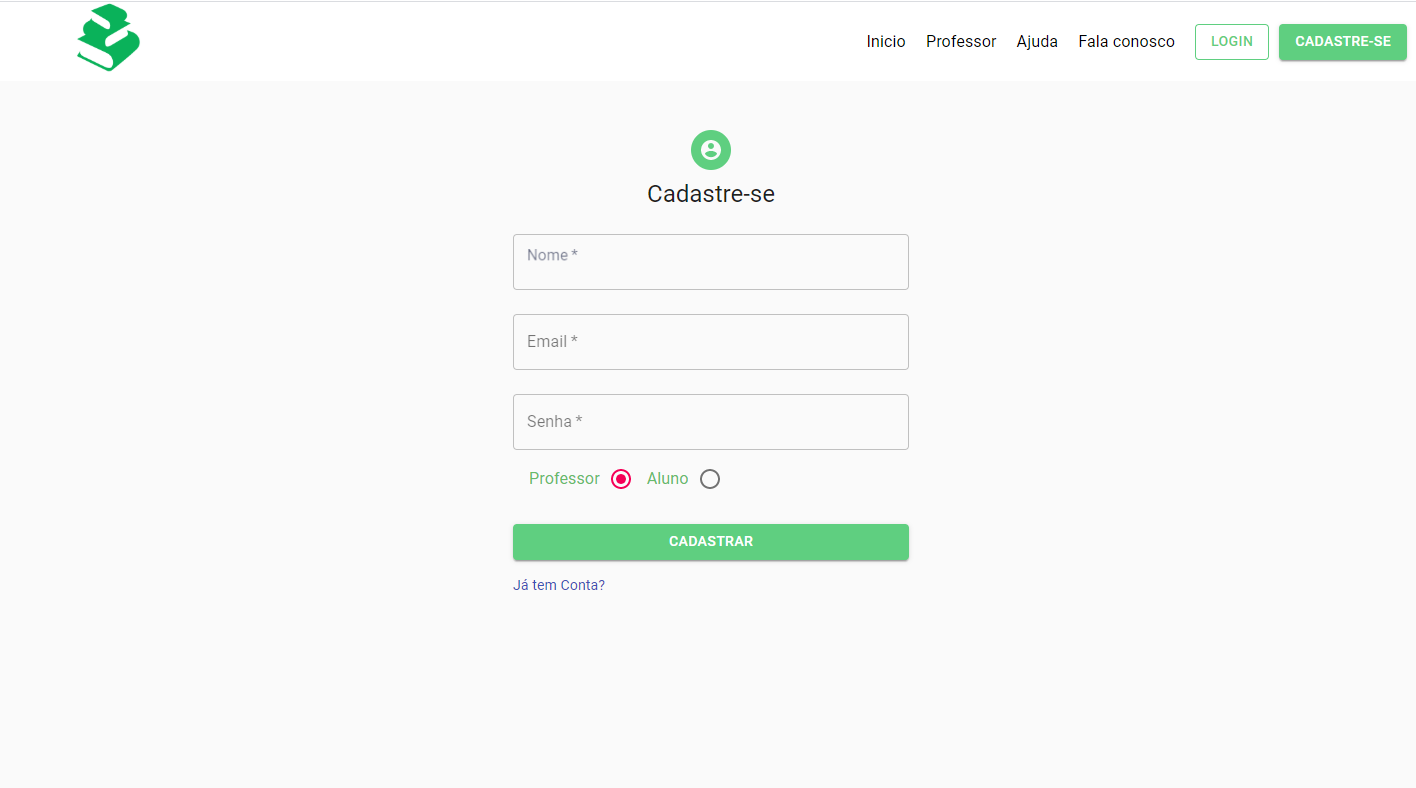 Inicio Professor Ajuda Fala conosco LOGIN CADASTRE-SE
Cadastre-se
Nome *
Email *
Senha *
Professor Aluno
CADASTRAR
Já tem Conta?